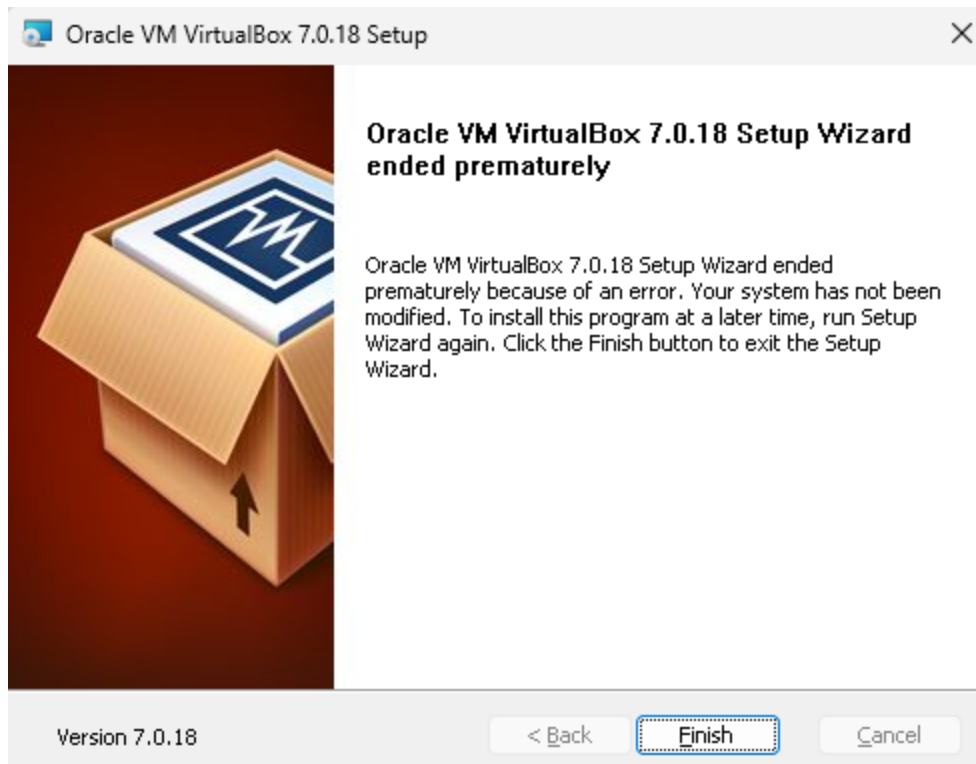 Oracle VM VirtualBox 7.0.18 Setup
Oracle VM VirtualBox 7.0.18 Setup Wizard
ended prematurely
Oracle VM VirtualBox 7.0.18 Setup Wizard ended
prematurely because of an error. Your system has not been
modified. To install this program at a later time, run Setup
Wizard again. Click the Finish button to exit the Setup
Wizard.
Version 7.0.18
< Back
Finish
Cancel